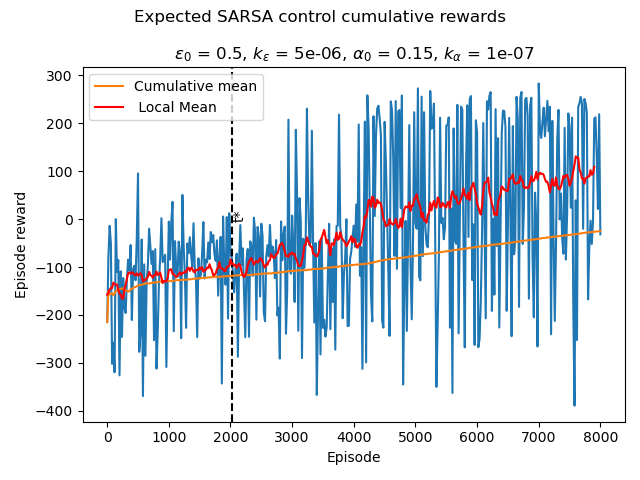 Expected SARSA control cumulative rewards
ε₀ = 0.5, kε = 5e-06, α₀ = 0.15, kα = 1e-07
Cumulative mean
Local Mean
t*
Episode reward
300
200
100
0
−100
−200
−300
−400
0 1000 2000 3000 4000 5000 6000 7000 8000
Episode